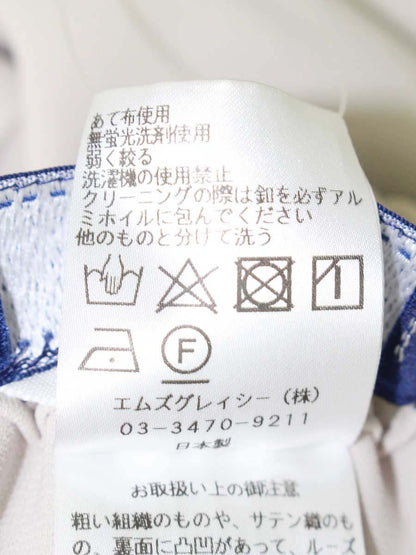 あて布使用
無蛍光洗剤使用
弱く絞る
洗濯機の使用禁止
クリーニングの際は釦を必ずアル
ミホイルに包んでください
他のものと分けて洗う
F
エムズグレイシー(株)
03-3470-9211
日本製
お取扱い上の御注意
粗い組織のものや、サテン織のも
の、裏面に凸凹があって、ルーズ